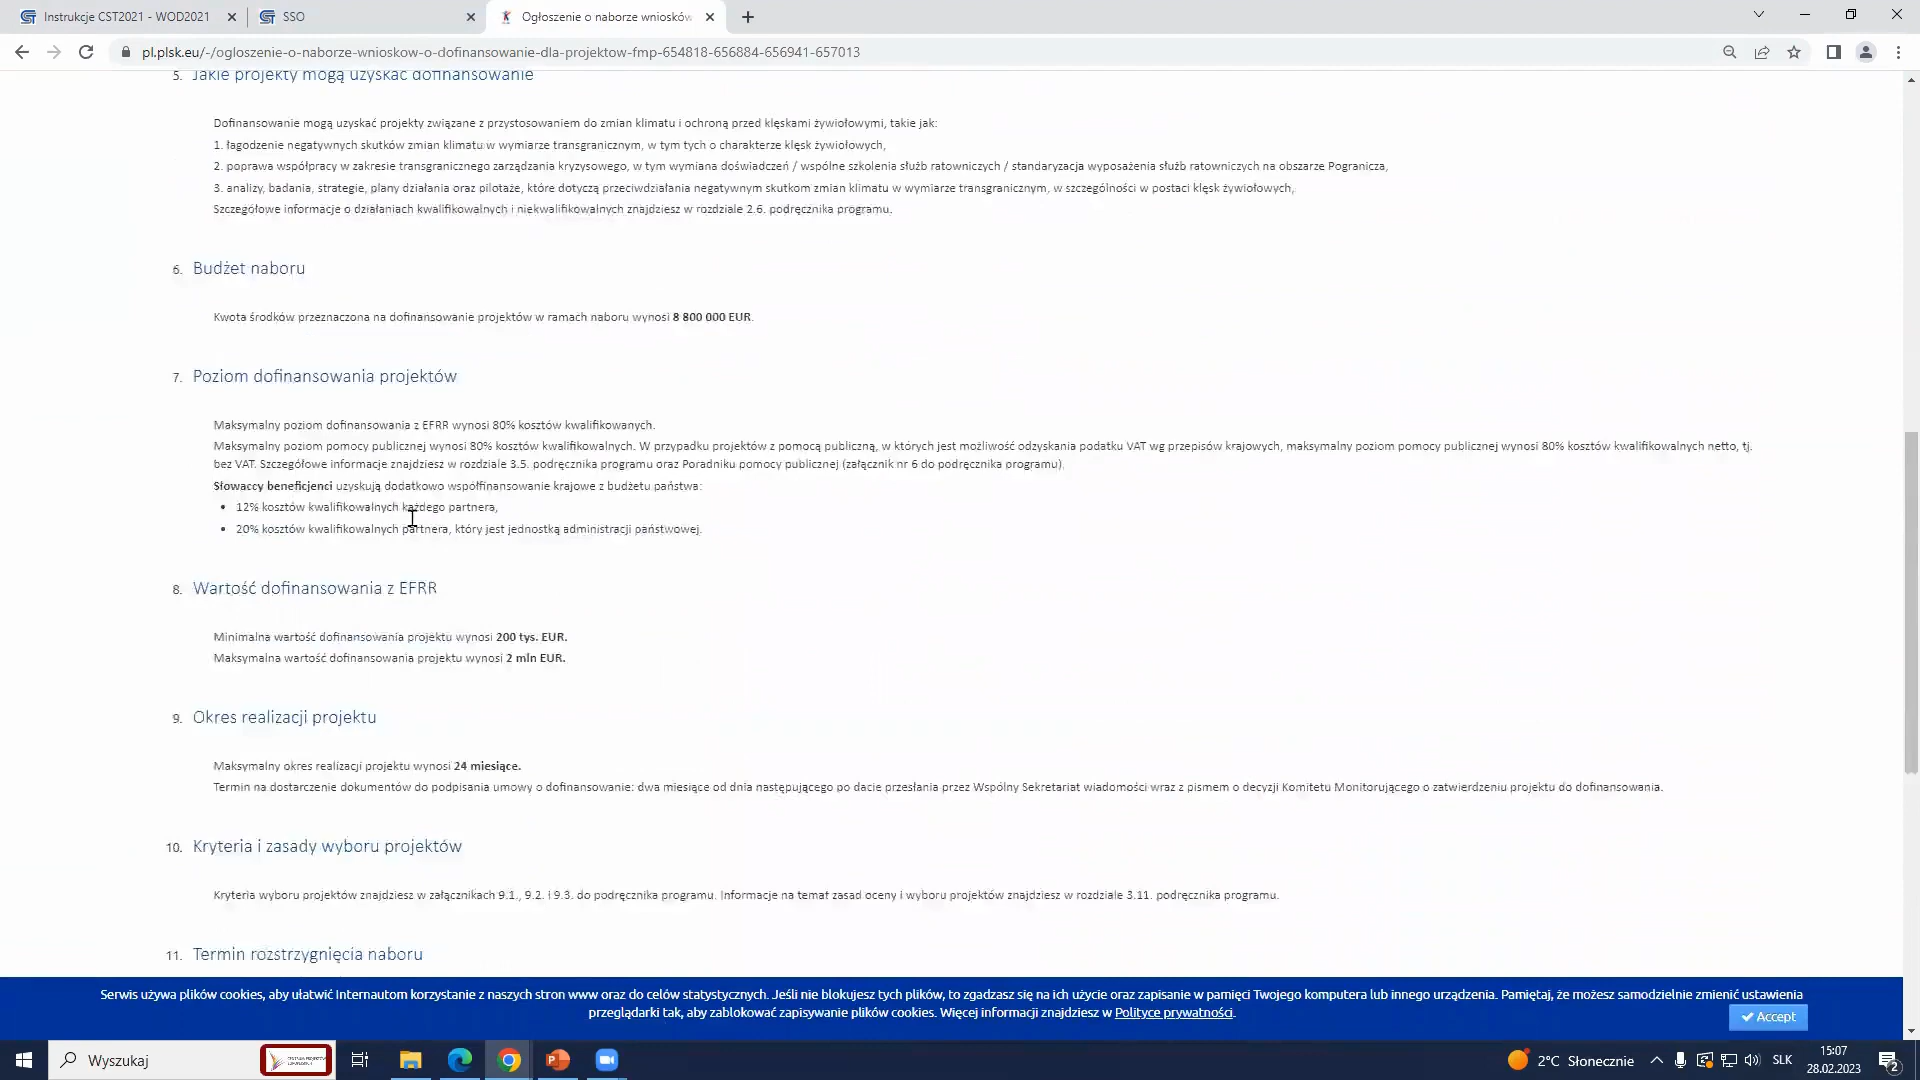 Instrukcje CST2021 - WOD2021
SSO
Ogłoszenie o naborze wniosków
pl.plsk.eu/-/ogloszenie-o-naborze-wnioskow-o-dofinansowanie-dla-projektow-fmp-654818-656884-656941-657013
5. Jakie projekty mogą uzyskać dofinansowanie
Dofinansowanie mogą uzyskać projekty związane z przystosowaniem do zmian klimatu i ochroną przed klęskami żywiołowymi, takie jak:
1. łagodzenie negatywnych skutków zmian klimatu w wymiarze transgranicznym, w tym tych o charakterze klęsk żywiołowych,
2. poprawa współpracy w zakresie transgranicznego zarządzania kryzysowego, w tym wymiana doświadczeń / wspólne szkolenia służb ratowniczych / standaryzacja wyposażenia służb ratowniczych na obszarze Pogranicza,
3. analizy, badania, strategie, plany działania oraz pilotaże, które dotyczą przeciwdziałania negatywnym skutkom zmian klimatu w wymiarze transgranicznym, w szczególności w postaci klęsk żywiołowych,
Szczegółowe informacje o działaniach kwalifikowalnych i niekwalifikowalnych znajdziesz w rozdziale 2.6. podręcznika programu.
6. Budżet naboru
Kwota środków przeznaczona na dofinansowanie projektów w ramach naboru wynosi 8 800 000 EUR.
7. Poziom dofinansowania projektów
Maksymalny poziom dofinansowania z EFRR wynosi 80% kosztów kwalifikowanych.
Maksymalny poziom pomocy publicznej wynosi 80% kosztów kwalifikowalnych. W przypadku projektów z pomocą publiczną, w których jest możliwość odzyskania podatku VAT wg przepisów krajowych, maksymalny poziom pomocy publicznej wynosi 80% kosztów kwalifikowalnych netto, tj.
bez VAT. Szczegółowe informacje znajdziesz w rozdziale 3.5. podręcznika programu oraz Poradniku pomocy publicznej (załącznik nr 6 do podręcznika programu).
Słowaccy beneficjenci uzyskują dodatkowo współfinansowanie krajowe z budżetu państwa:
• 12% kosztów kwalifikowalnych każdego partnera,
• 20% kosztów kwalifikowalnych partnera, który jest jednostką administracji państwowej.
8. Wartość dofinansowania z EFRR
Minimalna wartość dofinansowania projektu wynosi 200 tys. EUR.
Maksymalna wartość dofinansowania projektu wynosi 2 mln EUR.
9. Okres realizacji projektu
Maksymalny okres realizacji projektu wynosi 24 miesiące.
Termin na dostarczenie dokumentów do podpisania umowy o dofinansowanie: dwa miesiące od dnia następującego po dacie przesłania przez Wspólny Sekretariat wiadomości wraz z pismem o decyzji Komitetu Monitorującego o zatwierdzeniu projektu do dofinansowania.
10. Kryteria i zasady wyboru projektów
Kryteria wyboru projektów znajdziesz w załącznikach 9.1., 9.2. i 9.3. do podręcznika programu. Informacje na temat zasad oceny i wyboru projektów znajdziesz w rozdziale 3.11. podręcznika programu.
11. Termin rozstrzygnięcia naboru
Serwis używa plików cookies, aby ułatwić Internautom korzystanie z naszych stron www oraz do celów statystycznych. Jeśli nie blokujesz tych plików, to zgadzasz się na ich użycie oraz zapisywanie w pamięci Twojego komputera lub innego urządzenia. Pamiętaj, że możesz samodzielnie zmienić ustawienia
przeglądarki tak, aby zablokować zapisywanie plików cookies. Więcej informacji znajdziesz w Polityce prywatności.
Accept
Wyszukaj
2°C Słonecznie
SLK
15:07
28.02.2023
2